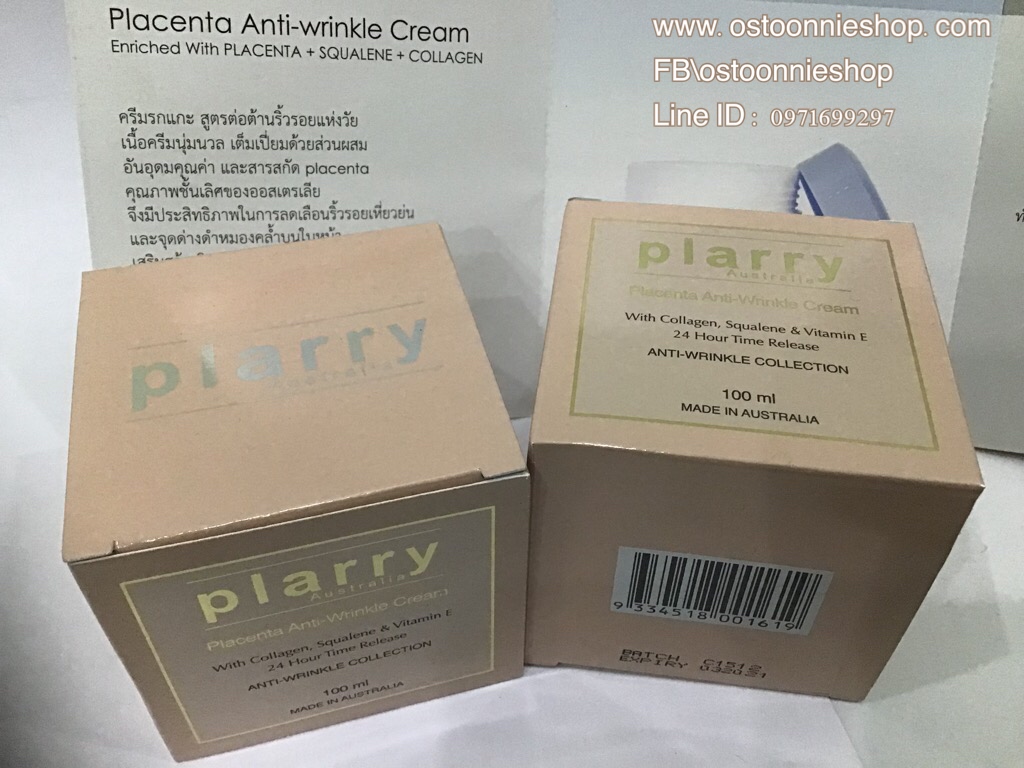 Placenta Anti-wrinkle Cream
Enriched With PLACENTA + SQUALENE + COLLAGEN
ครีมรกแกะ สูตรต่อต้านริ้วรอยแห่งวัย
เนื้อครีมนุ่มนวล เต็มเปี่ยมด้วยส่วนผสม
อันอุดมคุณค่า และสารสกัด placenta
คุณภาพชั้นเลิศของออสเตรเลีย
จึงมีประสิทธิภาพในการลดเลือนริ้วรอยเหี่ยวย่น
และจุดด่างดำหมองคล้ำบนใบหน้า
www. ostoonnieshop. com
FB\ostoonnieshop
Line ID : 0971699297
plarry
Australia
plarry
Australia
Placenta Anti-Wrinkle Cream
With Collagen, Squalene & Vitamin E
24 Hour Time Release
ANTI-WRINKLE COLLECTION
100 ml
MADE IN AUSTRALIA
plarry
Australia
Placenta Anti-Wrinkle Cream
With Collagen, Squalene & Vitamin E
24 Hour Time Release
ANTI-WRINKLE COLLECTION
100 ml
MADE IN AUSTRALIA
9 334518 001619
BATCH C1512
EXPIRY 032021